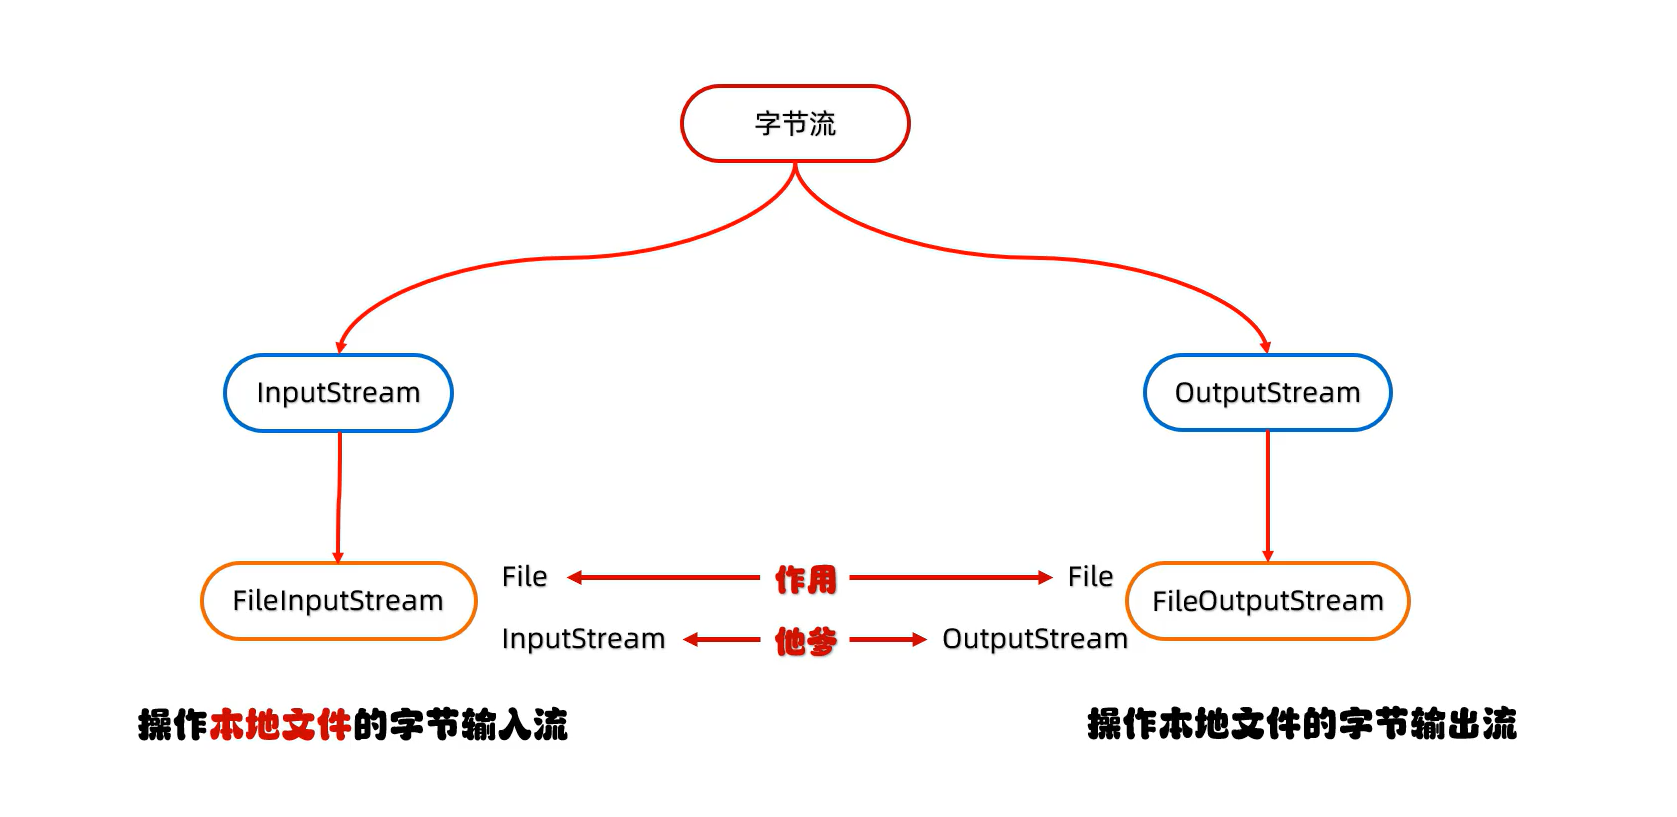 字节流
InputStream
OutputStream
FileInputStream
File
作用
File
FileOutputStream
InputStream
他爹
OutputStream
操作本地文件的字节输入流
操作本地文件的字节输出流